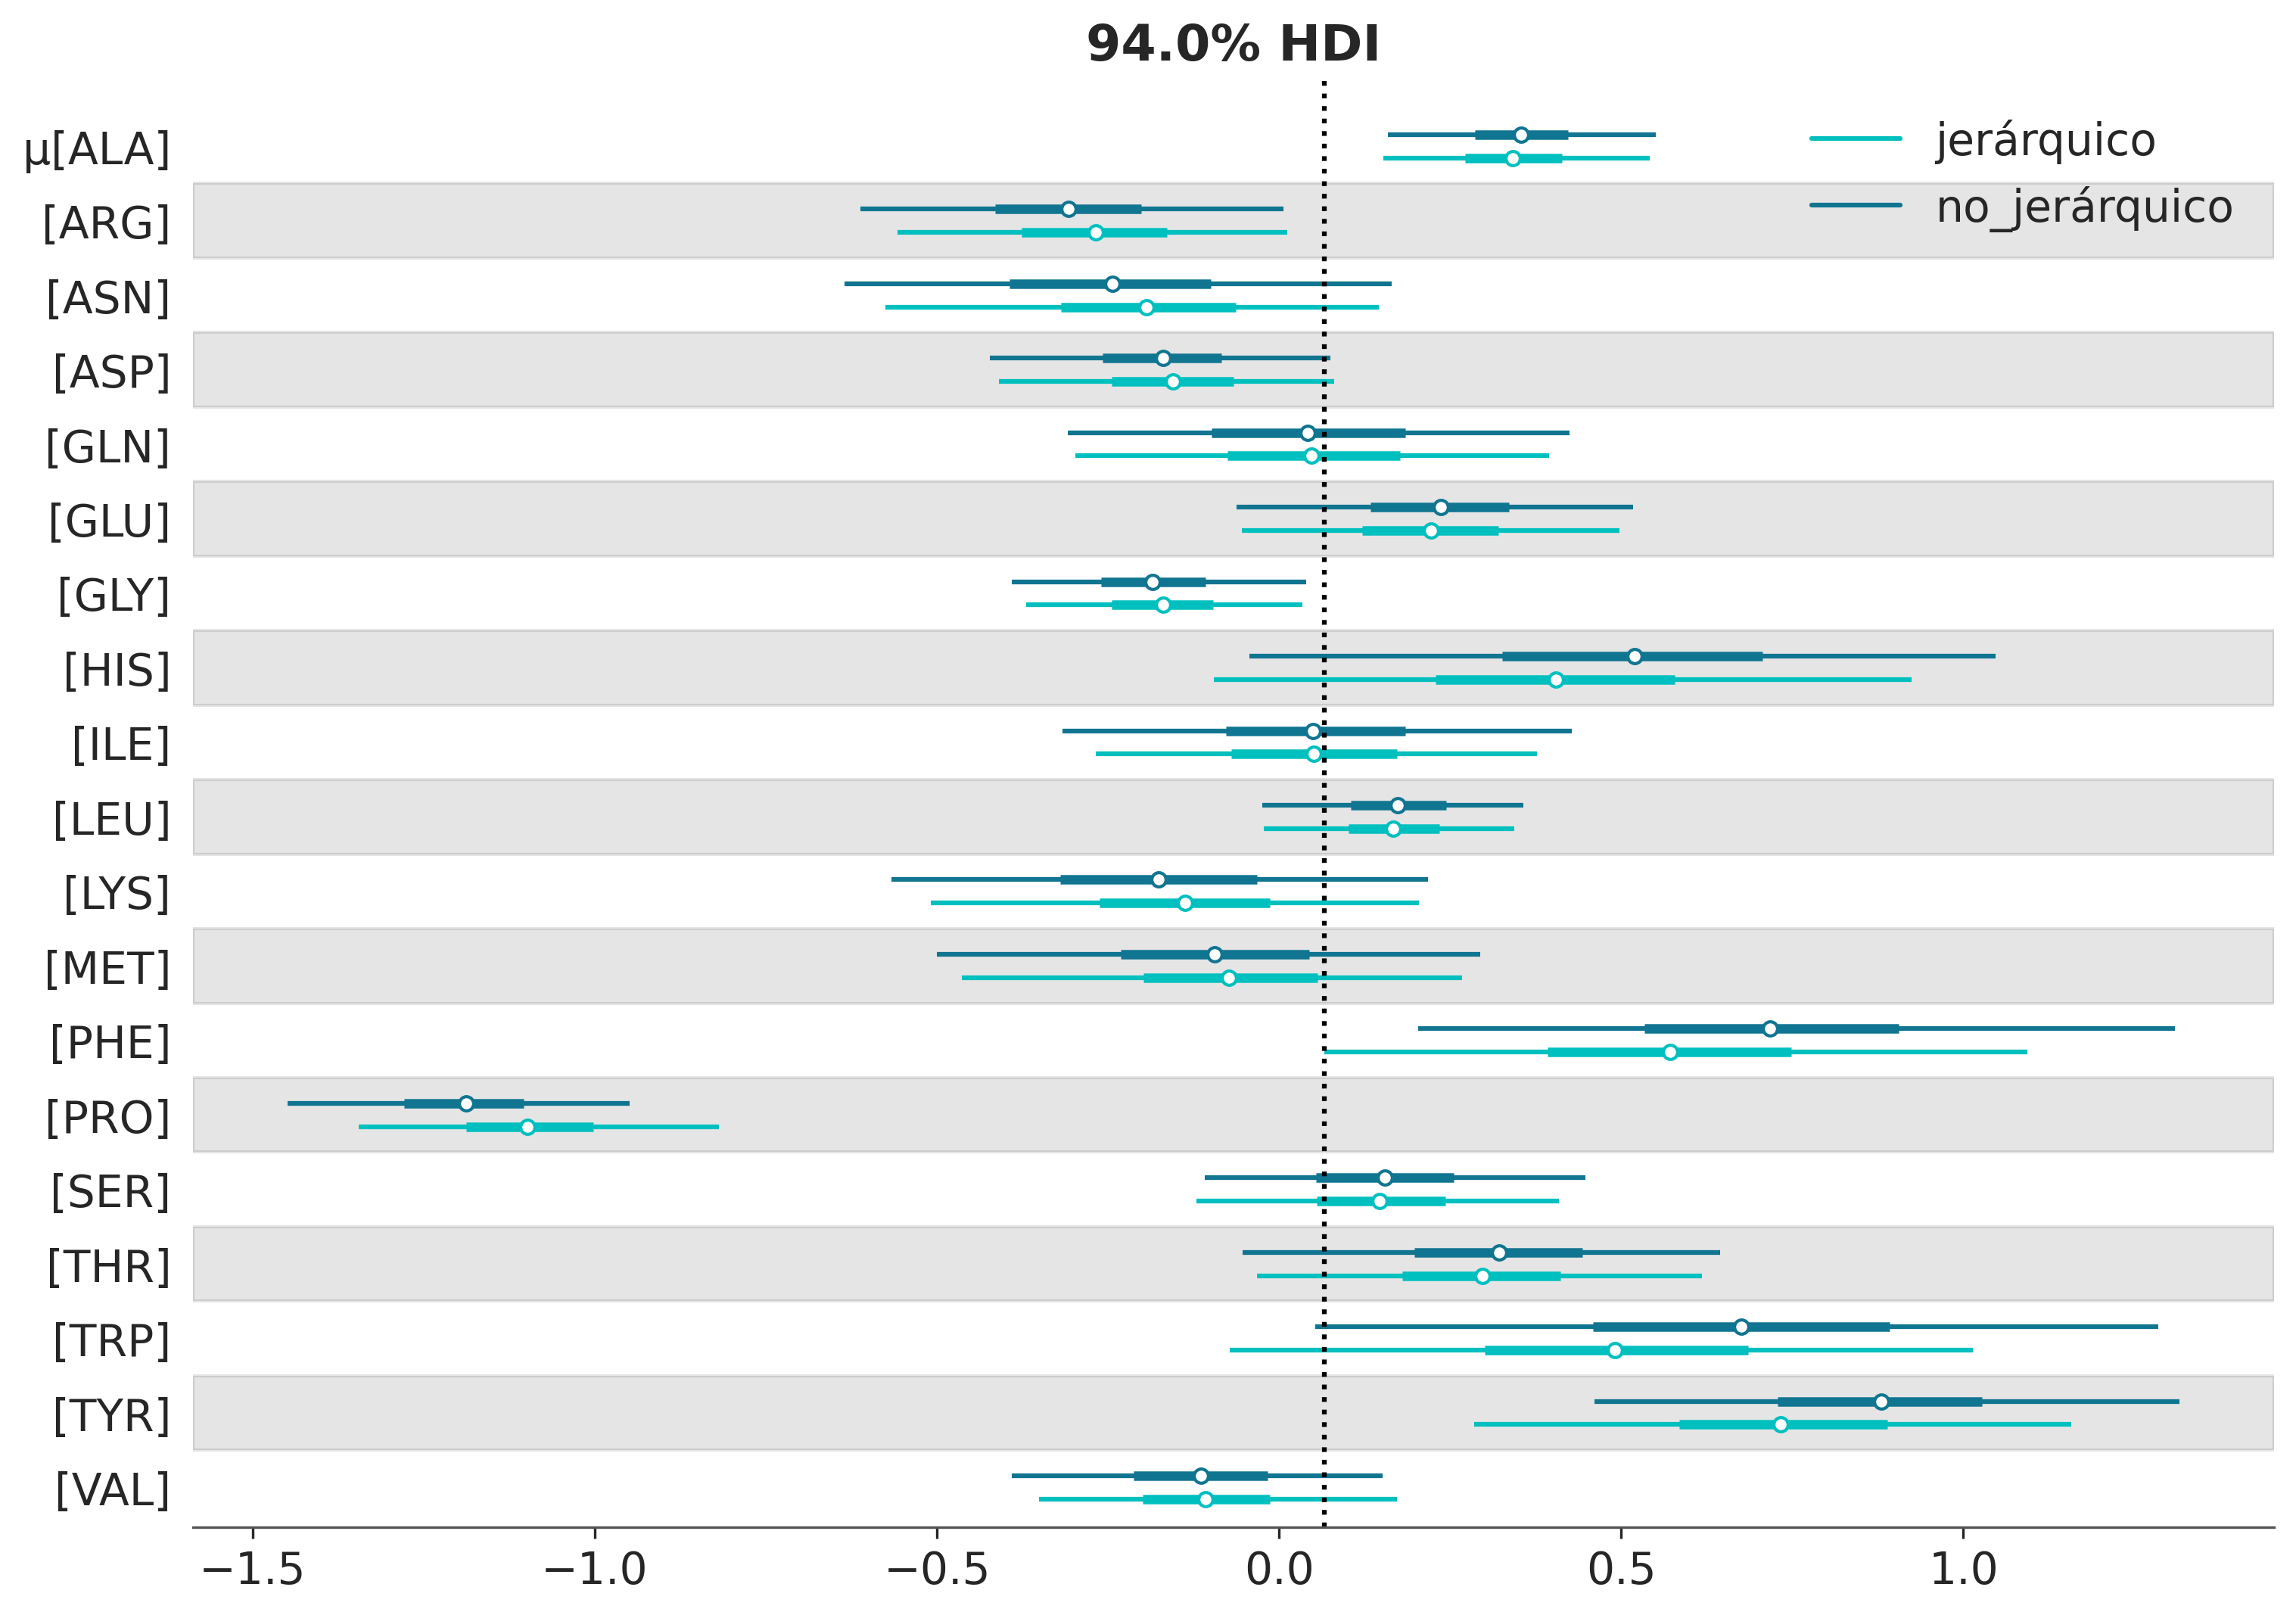 94.0% HDI
jerárquico
no_jerárquico
μ[ALA]
[ARG]
[ASN]
[ASP]
[GLN]
[GLU]
[GLY]
[HIS]
[ILE]
[LEU]
[LYS]
[MET]
[PHE]
[PRO]
[SER]
[THR]
[TRP]
[TYR]
[VAL]
−1.5 −1.0 −0.5 0.0 0.5 1.0